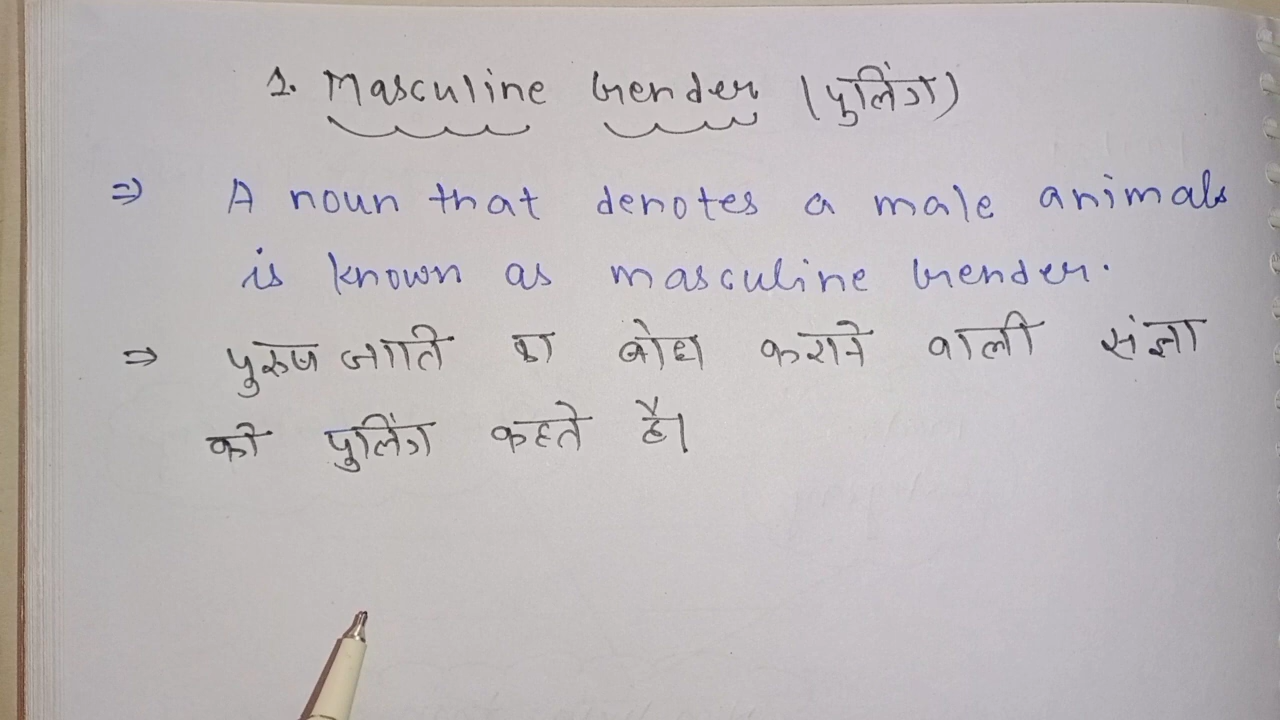 1. Masculine Gender (पुलिंग)
⇒ A noun that denotes a male animals
is known as masculine Gender.
⇒ पुरुष जाति का बोध कराने वाली संज्ञा
को पुलिंग कहते है।